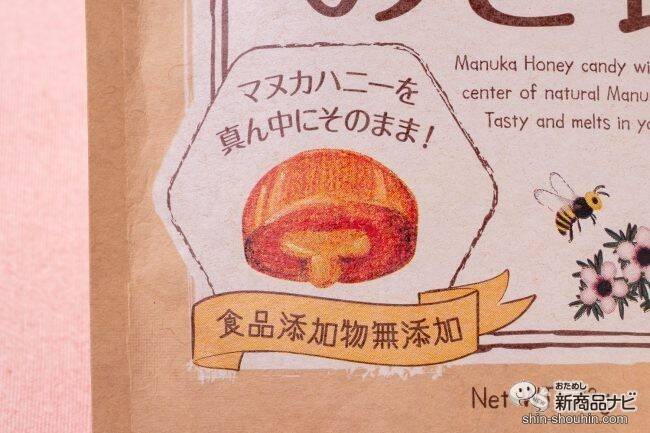 Manuka Honey candy
center of natural
Tasty and melts in
マヌカハニーを
真ん中にそのまま!
食品添加物無添加
Net
おためし
新商品ナビ
shin-shouhin.com